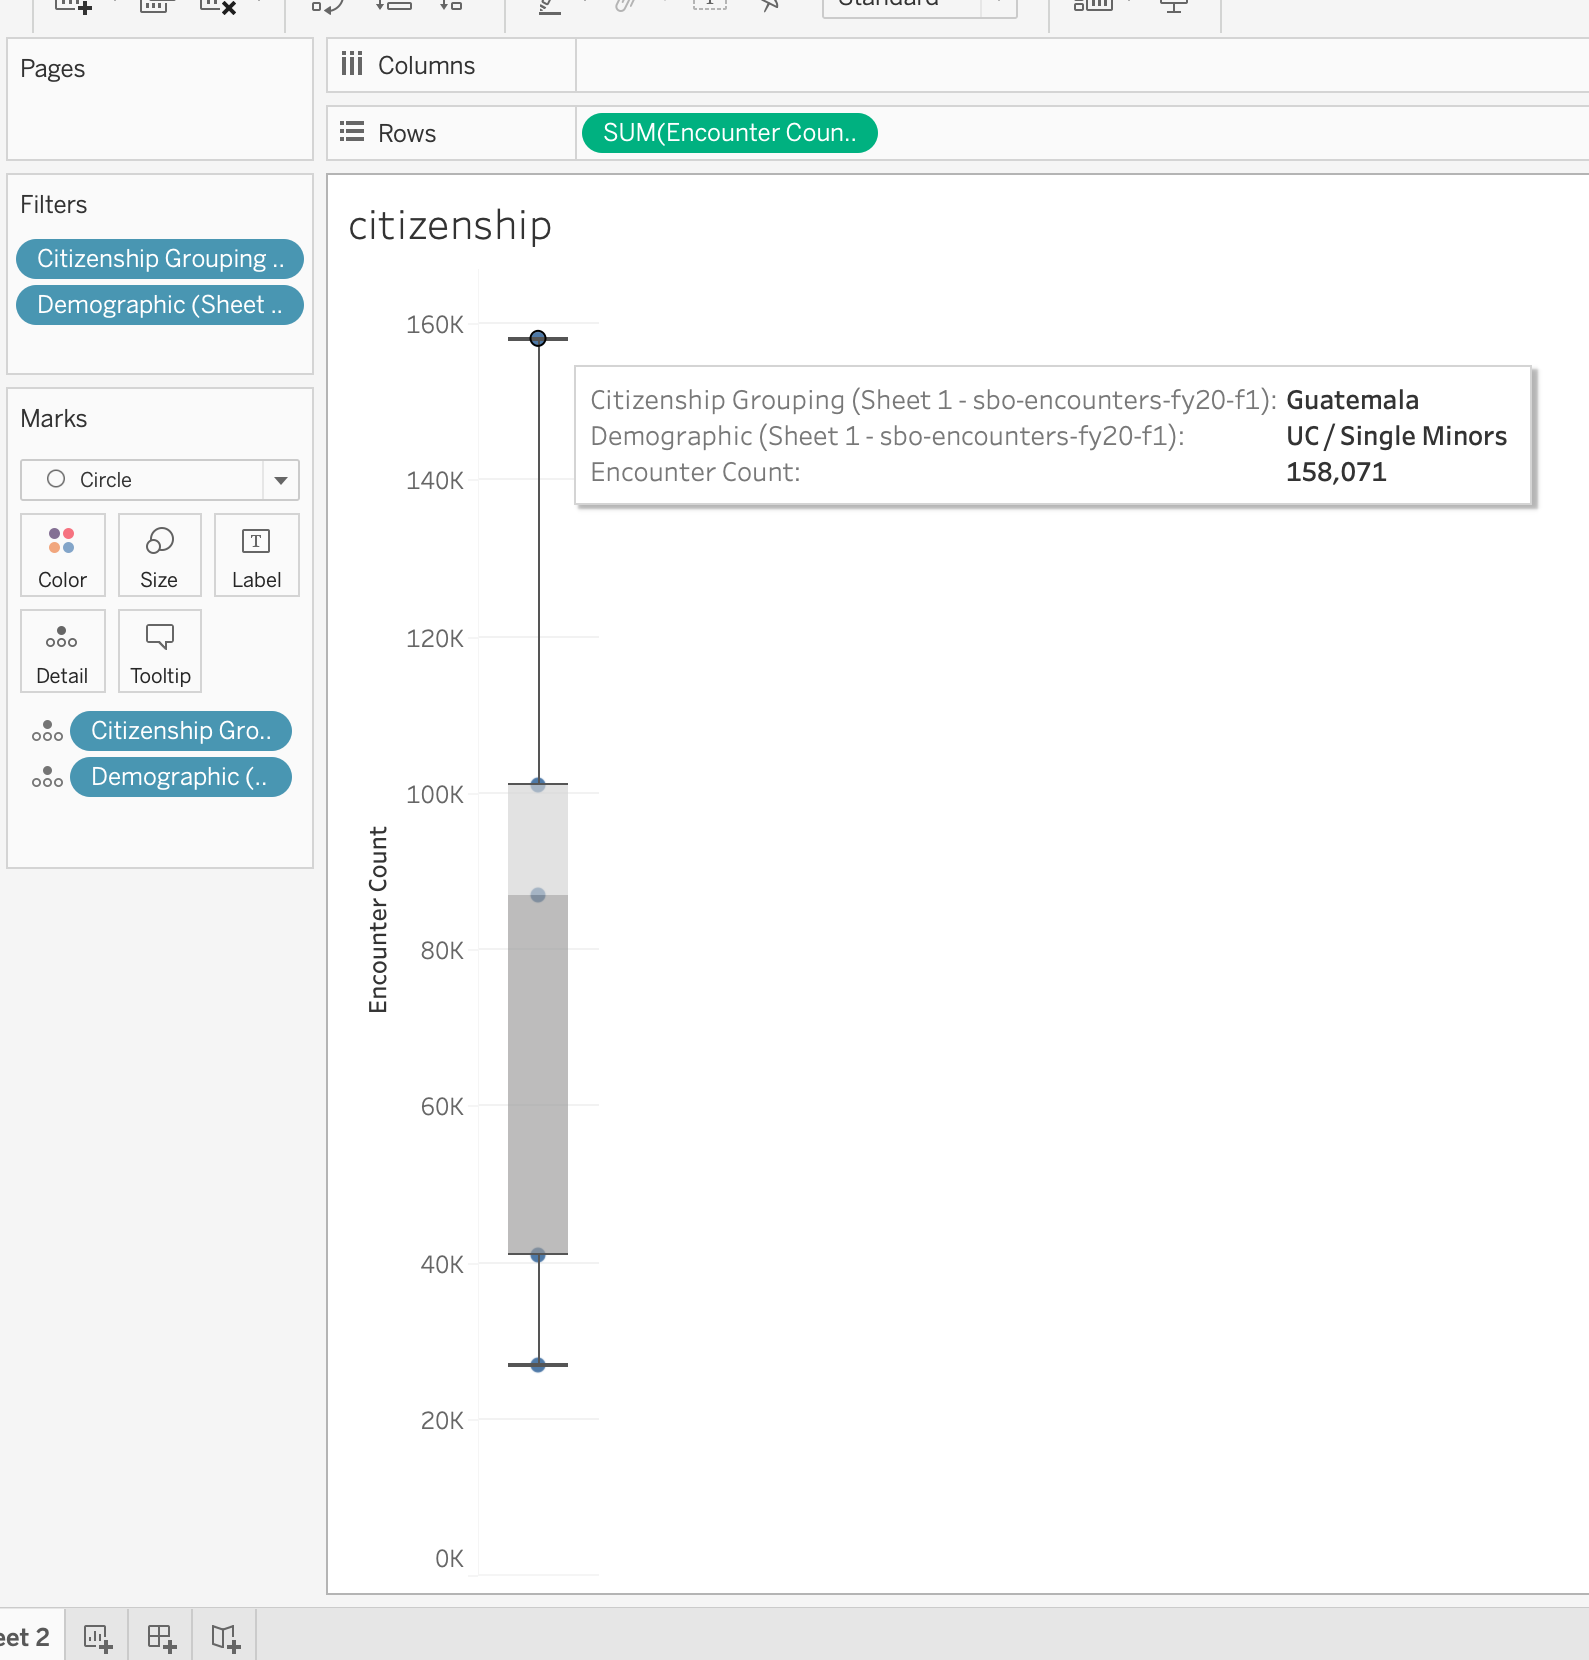 Standard
Pages
Columns
Rows
SUM(Encounter Coun..
Filters
Citizenship Grouping ..
Demographic (Sheet ..
Marks
Circle
Color
Size
Label
Detail
Tooltip
Citizenship Gro..
Demographic (..
citizenship
160K
140K
120K
100K
80K
60K
40K
20K
0K
Encounter Count
Citizenship Grouping (Sheet 1 - sbo-encounters-fy20-f1): Guatemala
Demographic (Sheet 1 - sbo-encounters-fy20-f1): UC / Single Minors
Encounter Count: 158,071
eet 2